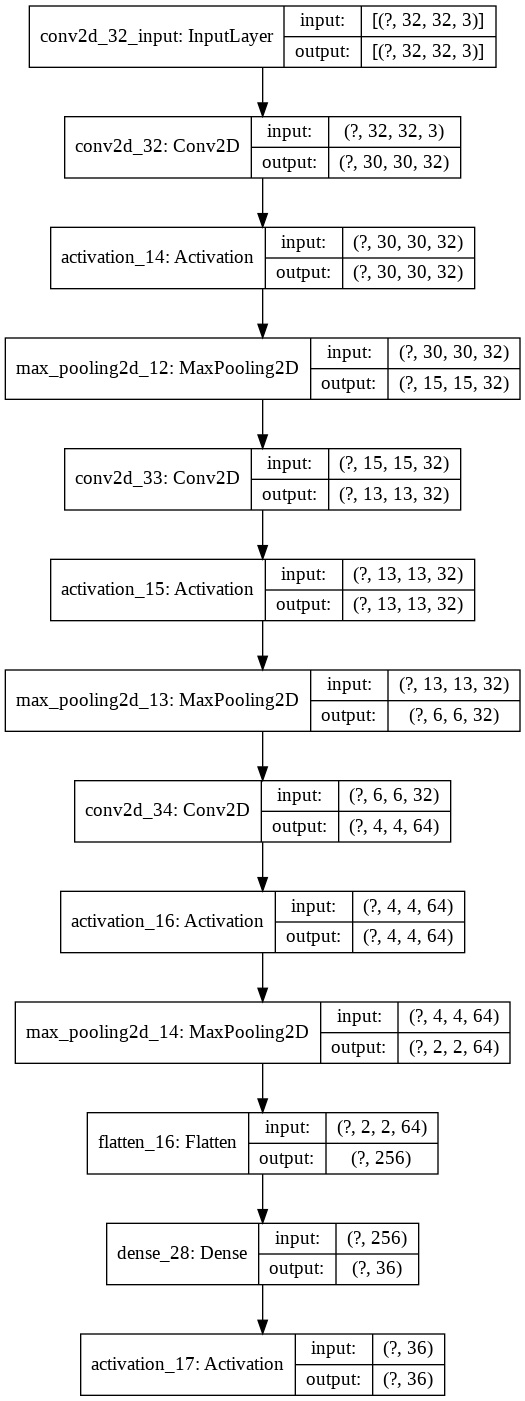 conv2d_32_input: InputLayer
input: [(?, 32, 32, 3)]
output: [(?, 32, 32, 3)]
conv2d_32: Conv2D
input: (?, 32, 32, 3)
output: (?, 30, 30, 32)
activation_14: Activation
input: (?, 30, 30, 32)
output: (?, 30, 30, 32)
max_pooling2d_12: MaxPooling2D
input: (?, 30, 30, 32)
output: (?, 15, 15, 32)
conv2d_33: Conv2D
input: (?, 15, 15, 32)
output: (?, 13, 13, 32)
activation_15: Activation
input: (?, 13, 13, 32)
output: (?, 13, 13, 32)
max_pooling2d_13: MaxPooling2D
input: (?, 13, 13, 32)
output: (?, 6, 6, 32)
conv2d_34: Conv2D
input: (?, 6, 6, 32)
output: (?, 4, 4, 64)
activation_16: Activation
input: (?, 4, 4, 64)
output: (?, 4, 4, 64)
max_pooling2d_14: MaxPooling2D
input: (?, 4, 4, 64)
output: (?, 2, 2, 64)
flatten_16: Flatten
input: (?, 2, 2, 64)
output: (?, 256)
dense_28: Dense
input: (?, 256)
output: (?, 36)
activation_17: Activation
input: (?, 36)
output: (?, 36)